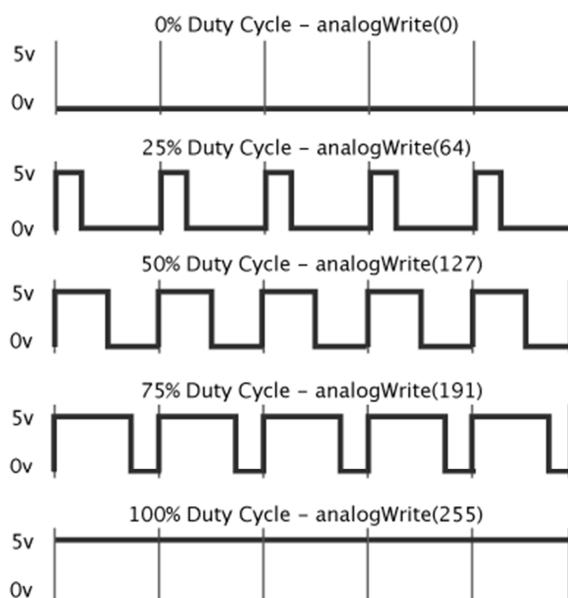 0% Duty Cycle – analogWrite(0)
5v
0v
25% Duty Cycle – analogWrite(64)
5v
0v
50% Duty Cycle – analogWrite(127)
5v
0v
75% Duty Cycle – analogWrite(191)
5v
0v
100% Duty Cycle – analogWrite(255)
5v
0v